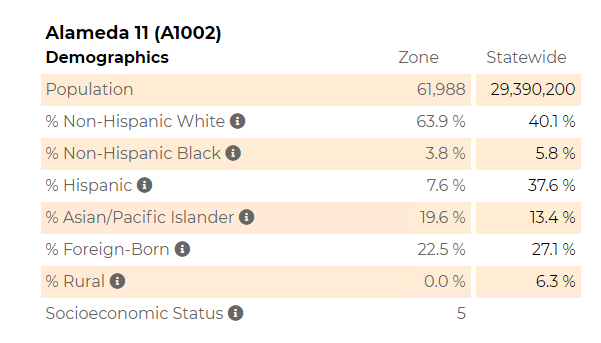 Alameda 11 (A1002)
Demographics Zone Statewide
Population 61,988 29,390,200
% Non-Hispanic White 63.9 % 40.1 %
% Non-Hispanic Black 3.8 % 5.8 %
% Hispanic 7.6 % 37.6 %
% Asian/Pacific Islander 19.6 % 13.4 %
% Foreign-Born 22.5 % 27.1 %
% Rural 0.0 % 6.3 %
Socioeconomic Status 5